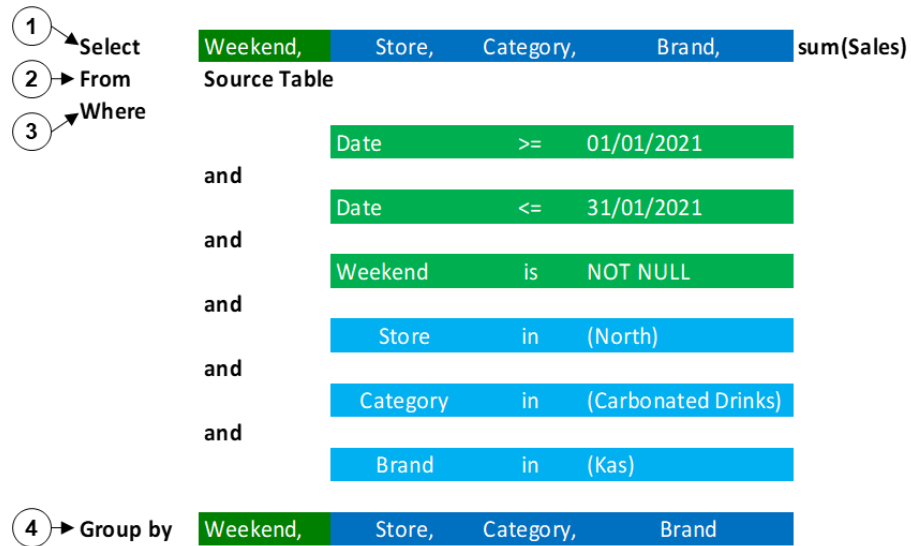 1
Select Weekend, Store, Category, Brand, sum(Sales)
2 From Source Table
Where
3
Date >= 01/01/2021
and
Date <= 31/01/2021
and
Weekend is NOT NULL
and
Store in (North)
and
Category in (Carbonated Drinks)
and
Brand in (Kas)
4 Group by Weekend, Store, Category, Brand